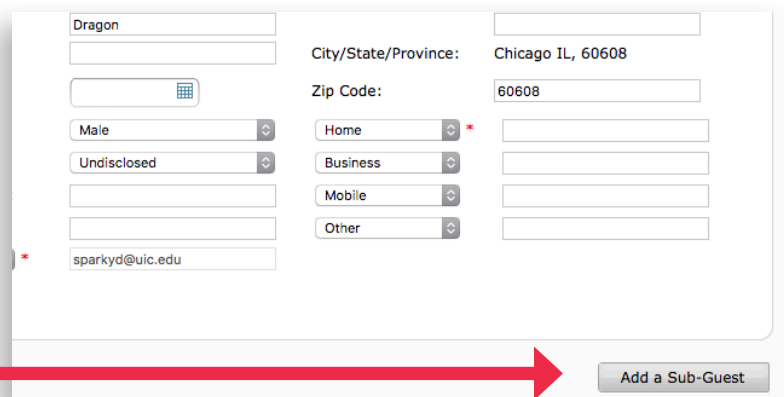 Dragon
City/State/Province: Chicago IL, 60608
Zip Code: 60608
Male Home *
Undisclosed Business
Mobile
Other
* sparkyd@uic.edu
Add a Sub-Guest